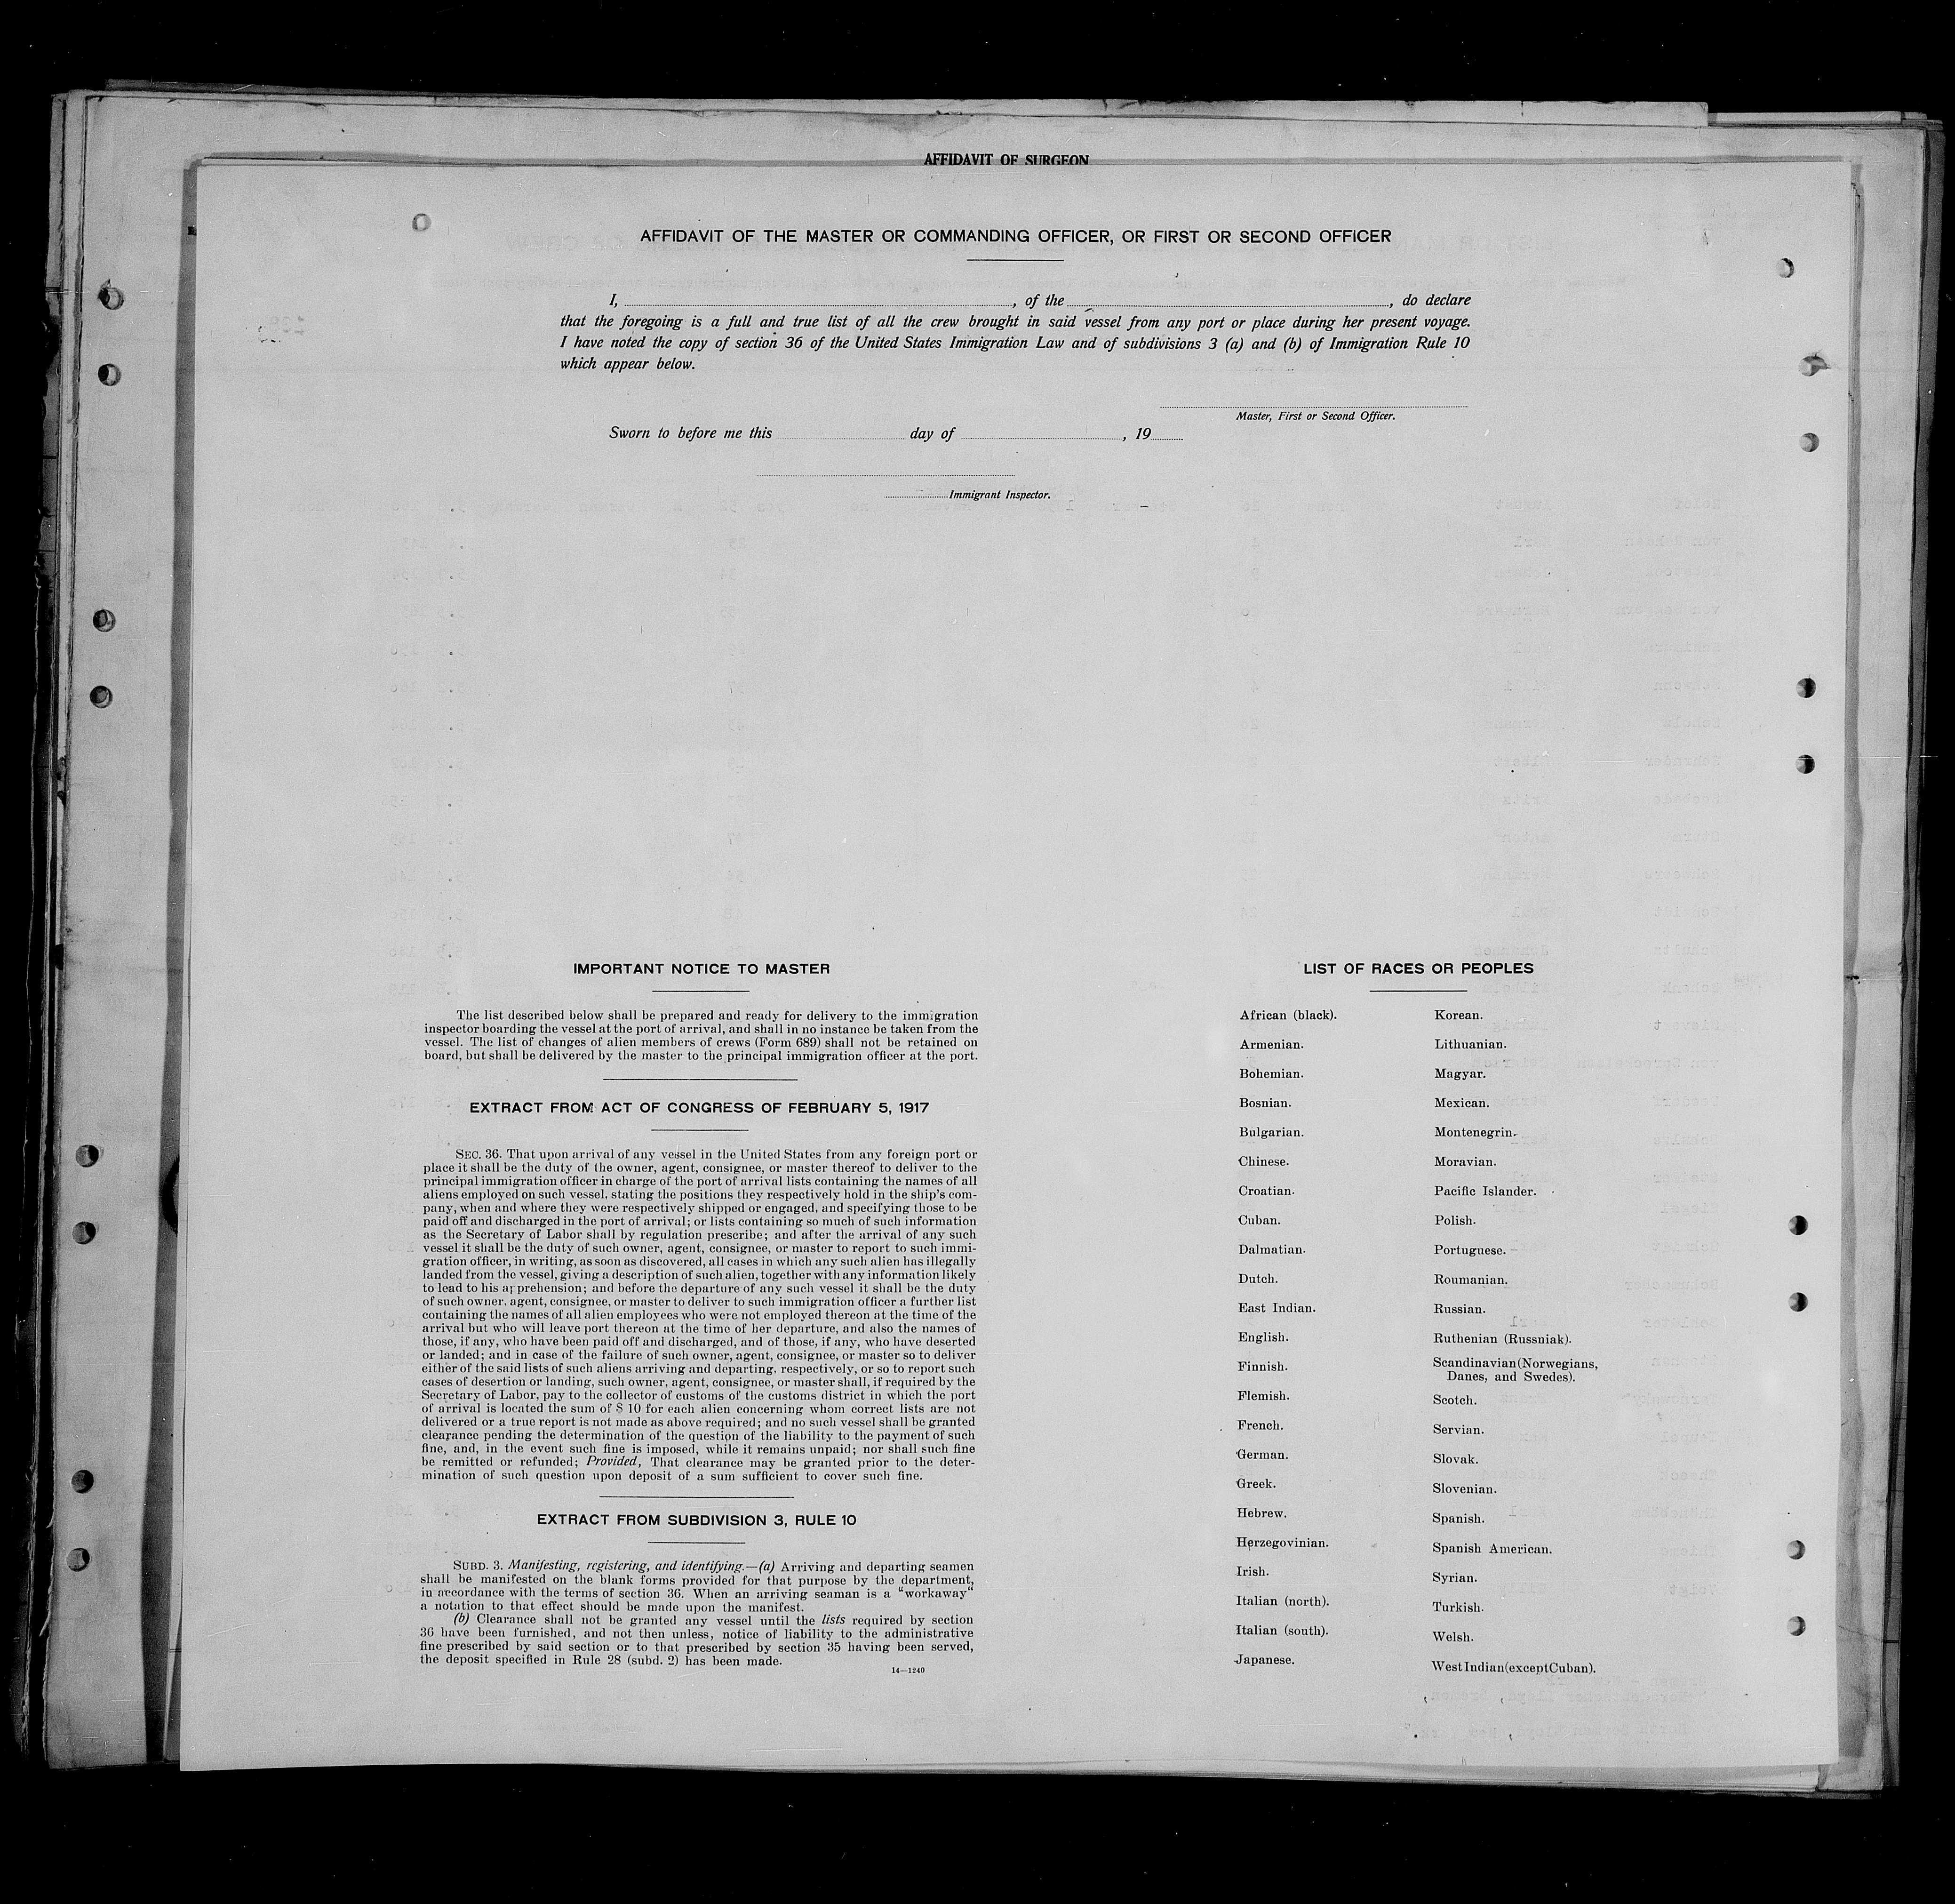 AFFIDAVIT OF SURGEON
AFFIDAVIT OF THE MASTER OR COMMANDING OFFICER, OR FIRST OR SECOND OFFICER
I, , of the , do declare
that the foregoing is a full and true list of all the crew brought in said vessel from any port or place during her present voyage.
I have noted the copy of section 36 of the United States Immigration Law and of subdivisions 3 (a) and (b) of Immigration Rule 10
which appear below.
Master, First or Second Officer.
Sworn to before me this day of , 19
Immigrant Inspector.
IMPORTANT NOTICE TO MASTER
The list described below shall be prepared and ready for delivery to the immigration
inspector boarding the vessel at the port of arrival, and shall in no instance be taken from the
vessel. The list of changes of alien members of crews (Form 689) shall not be retained on
board, but shall be delivered by the master to the principal immigration officer at the port.
EXTRACT FROM ACT OF CONGRESS OF FEBRUARY 5, 1917
SEC. 36. That upon arrival of any vessel in the United States from any foreign port or
place it shall be the duty of the owner, agent, consignee, or master thereof to deliver to the
principal immigration officer in charge of the port of arrival lists containing the names of all
aliens employed on such vessel, stating the positions they respectively hold in the ship's com-
pany, when and where they were respectively shipped or engaged, and specifying those to be
paid off and discharged in the port of arrival; or lists containing so much of such information
as the Secretary of Labor shall by regulation prescribe; and after the arrival of any such
vessel it shall be the duty of such owner, agent, consignee, or master to report to such immi-
gration officer, in writing, as soon as discovered, all cases in which any such alien has illegally
landed from the vessel, giving a description of such alien, together with any information likely
to lead to his apprehension; and before the departure of any such vessel it shall be the duty
of such owner, agent, consignee, or master to deliver to such immigration officer a further list
containing the names of all alien employees who were not employed thereon at the time of the
arrival but who will leave port thereon at the time of her departure, and also the names of
those, if any, who have been paid off and discharged, and of those, if any, who have deserted
or landed; and in case of the failure of such owner, agent, consignee, or master so to deliver
either of the said lists of such aliens arriving and departing, respectively, or so to report such
cases of desertion or landing, such owner, agent, consignee, or master shall, if required by the
Secretary of Labor, pay to the collector of customs of the customs district in which the port
of arrival is located the sum of $ 10 for each alien concerning whom correct lists are not
delivered or a true report is not made as above required; and no such vessel shall be granted
clearance pending the determination of the question of the liability to the payment of such
fine, and, in the event such fine is imposed, while it remains unpaid; nor shall such fine
be remitted or refunded; Provided, That clearance may be granted prior to the deter-
mination of such question upon deposit of a sum sufficient to cover such fine.
EXTRACT FROM SUBDIVISION 3, RULE 10
SUBD. 3. Manifesting, registering, and identifying.—(a) Arriving and departing seamen
shall be manifested on the blank forms provided for that purpose by the department,
in accordance with the terms of section 36. When an arriving seaman is a "workaway"
a notation to that effect should be made upon the manifest.
(b) Clearance shall not be granted any vessel until the lists required by section
36 have been furnished, and not then unless, notice of liability to the administrative
fine prescribed by said section or to that prescribed by section 35 having been served,
the deposit specified in Rule 28 (subd. 2) has been made.
14—1240
LIST OF RACES OR PEOPLES
African (black).
Armenian.
Bohemian.
Bosnian.
Bulgarian.
Chinese.
Croatian.
Cuban.
Dalmatian.
Dutch.
East Indian.
English.
Finnish.
Flemish.
French.
German.
Greek.
Hebrew.
Herzegovinian.
Irish.
Italian (north).
Italian (south).
Japanese.
Korean.
Lithuanian.
Magyar.
Mexican.
Montenegrin.
Moravian.
Pacific Islander.
Polish.
Portuguese.
Roumanian.
Russian.
Ruthenian (Russniak).
Scandinavian (Norwegians,
Danes, and Swedes).
Scotch.
Servian.
Slovak.
Slovenian.
Spanish.
Spanish American.
Syrian.
Turkish.
Welsh.
West Indian (except Cuban).